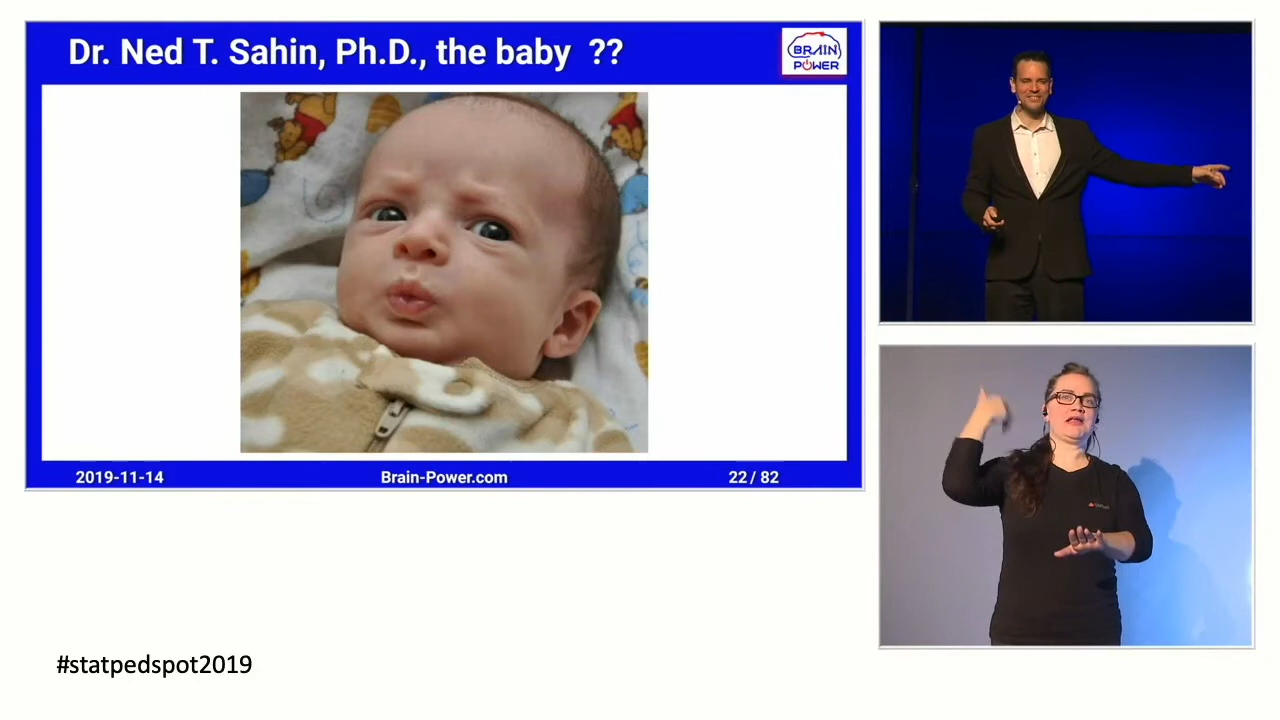 Dr. Ned T. Sahin, Ph.D., the baby ??
BRAIN
POWER
2019-11-14
Brain-Power.com
22 / 82
#statpedspot2019